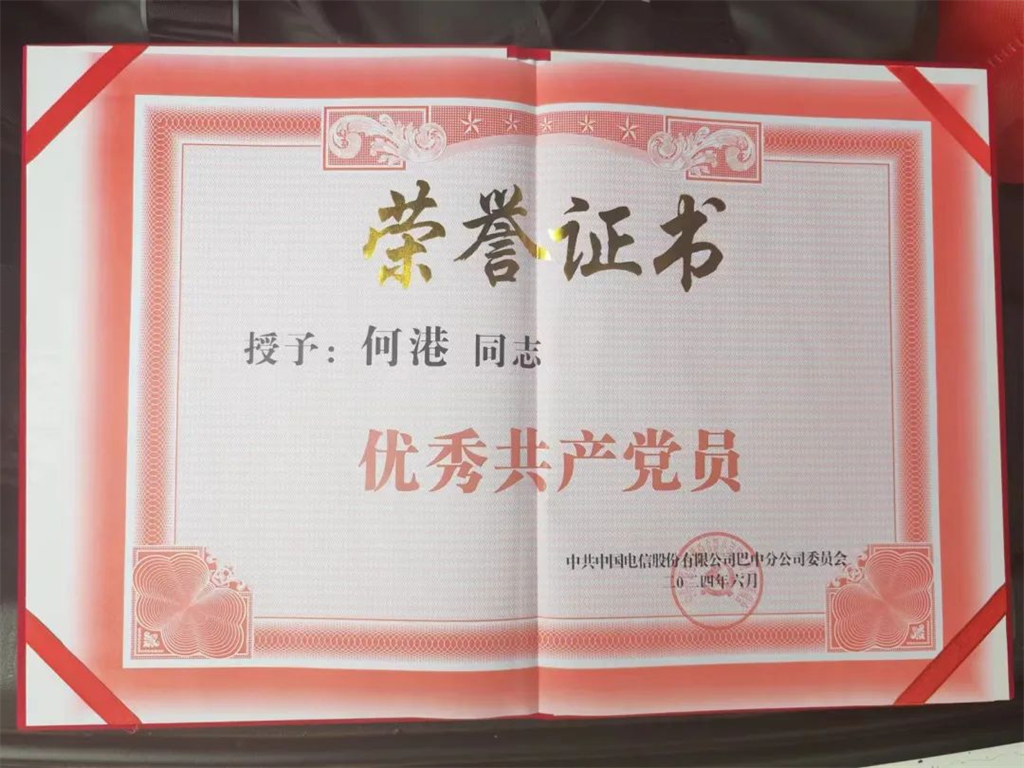 荣誉证书
授予：何港 同志
优秀共产党员
中共中国电信股份有限公司巴中分公司委员会
二〇二四年六月